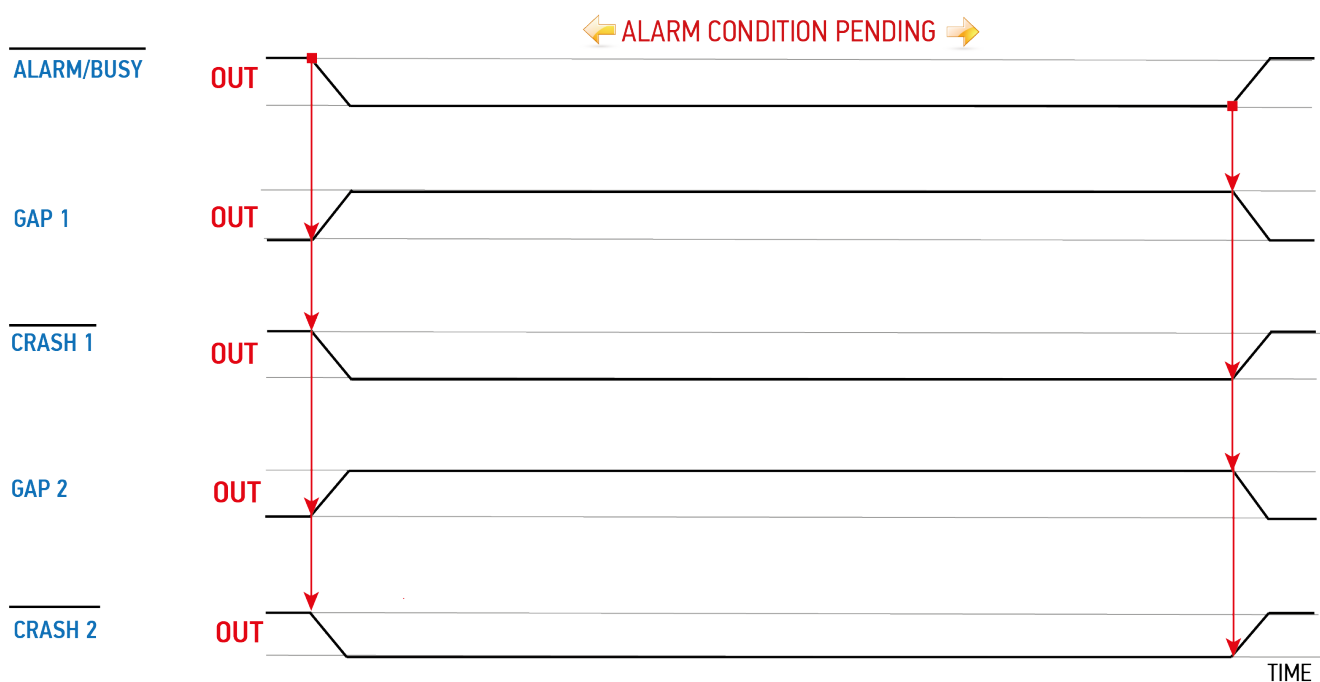 ALARM CONDITION PENDING
ALARM/BUSY
OUT
GAP 1
OUT
CRASH 1
OUT
GAP 2
OUT
CRASH 2
OUT
TIME